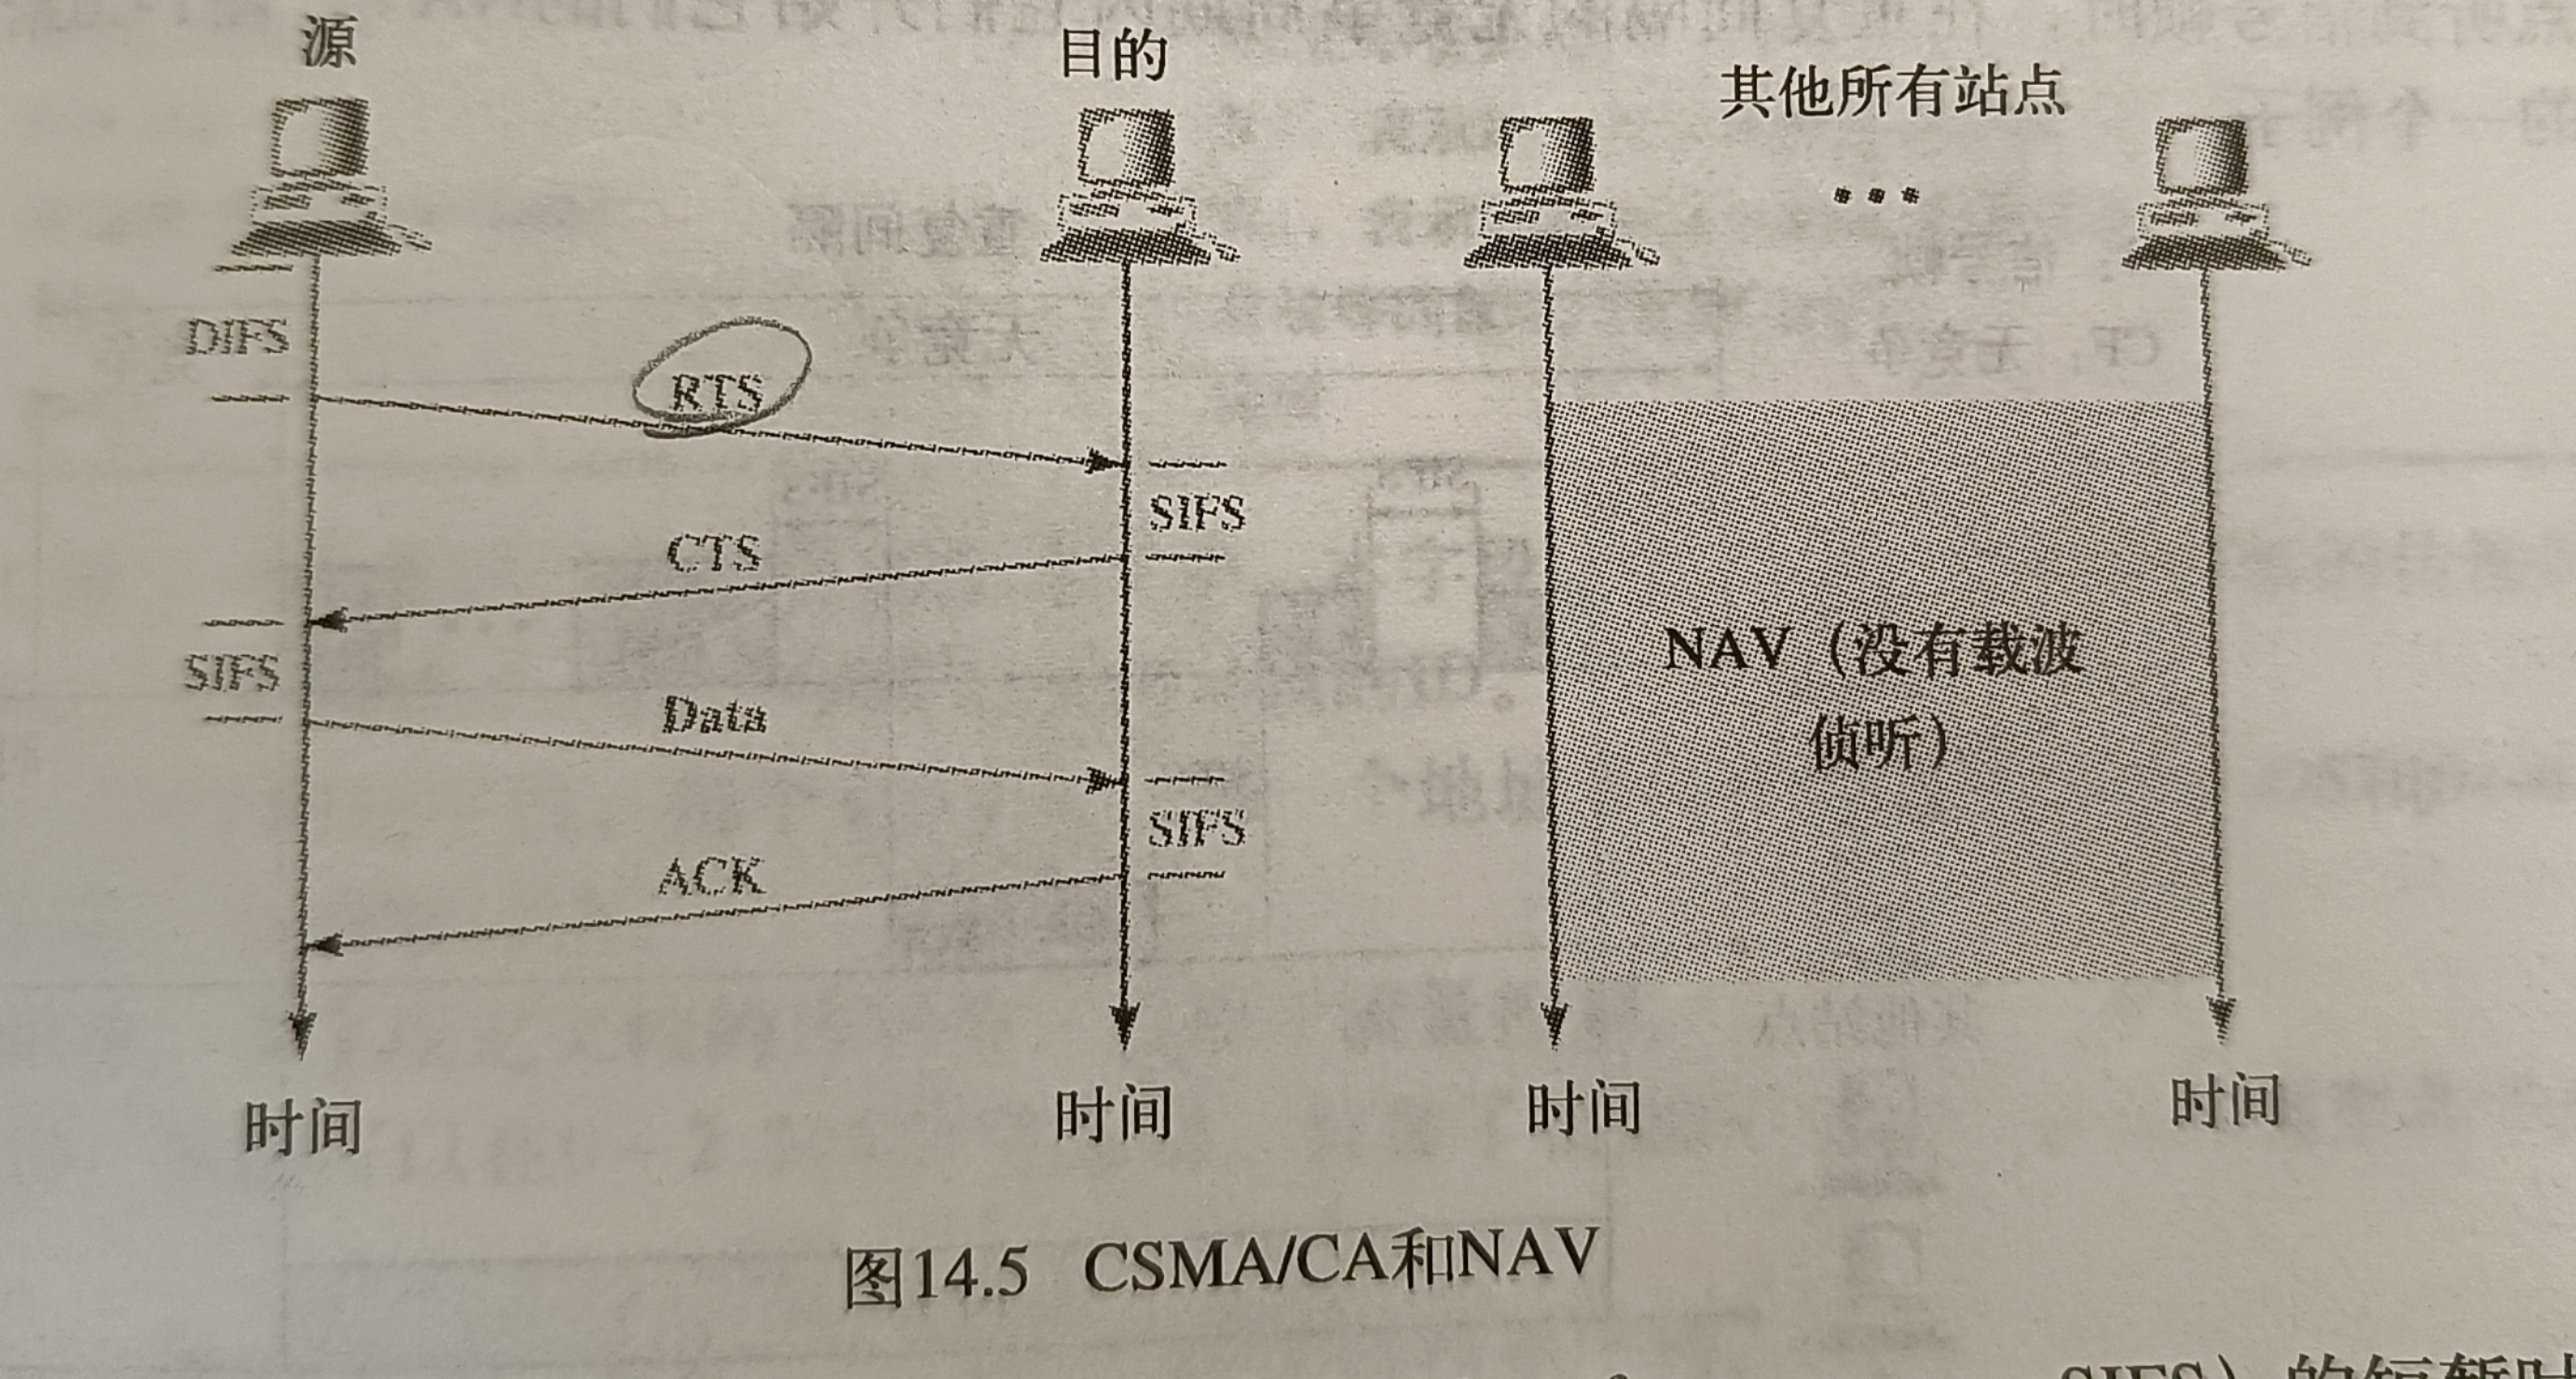 源
目的
其他所有站点
DIFS
RTS
SIFS
CTS
SIFS
Data
SIFS
ACK
NAV（没有载波
侦听）
时间
时间
时间
时间
图14.5 CSMA/CA和NAV
SIFS）的短暂时